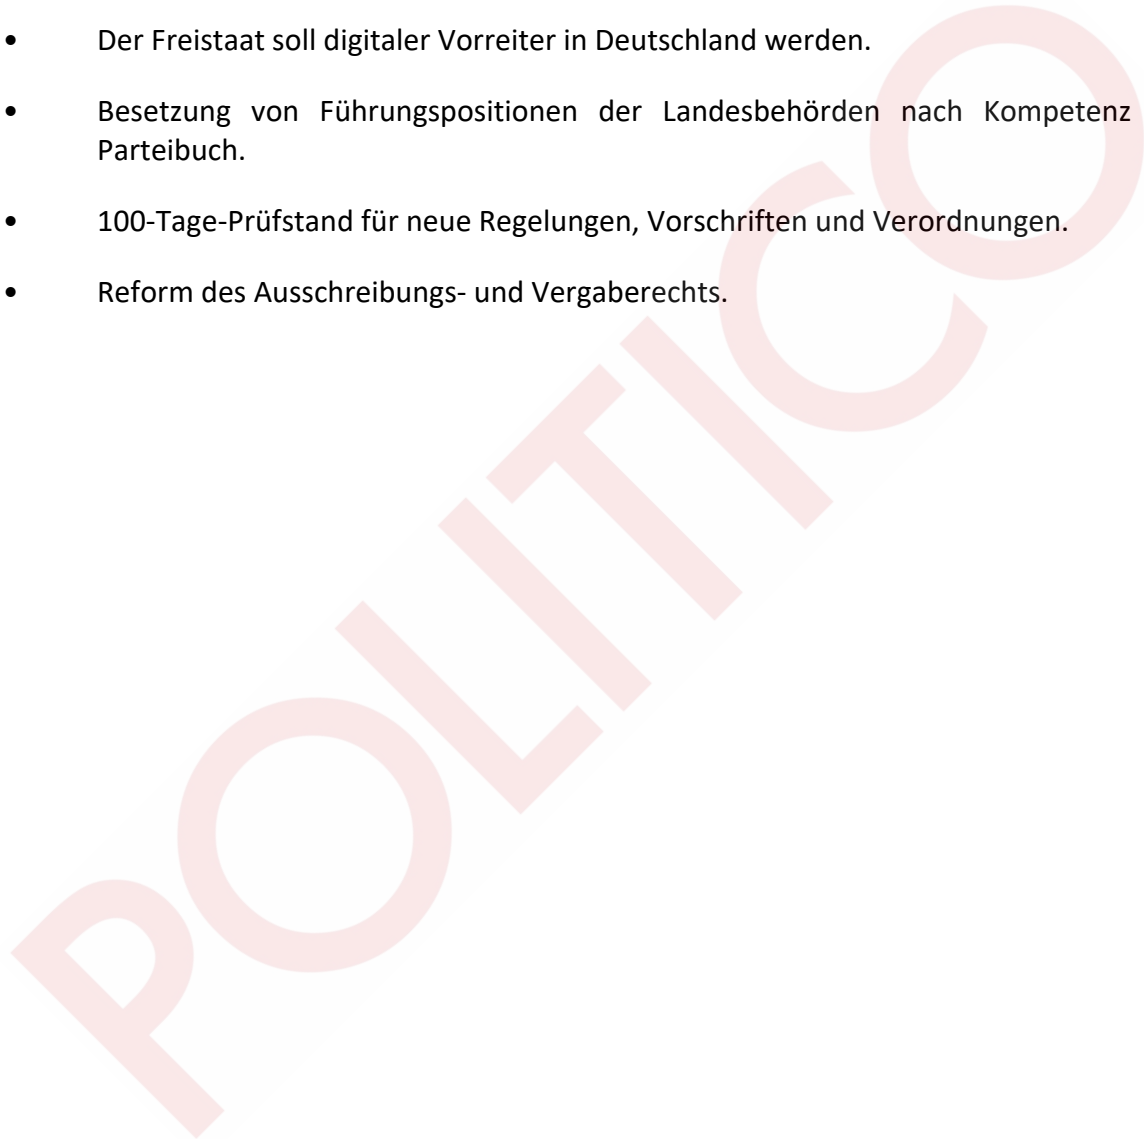 • Der Freistaat soll digitaler Vorreiter in Deutschland werden.
• Besetzung von Führungspositionen der Landesbehörden nach Kompetenz
Parteibuch.
• 100-Tage-Prüfstand für neue Regelungen, Vorschriften und Verordnungen.
• Reform des Ausschreibungs- und Vergaberechts.
POLITICO